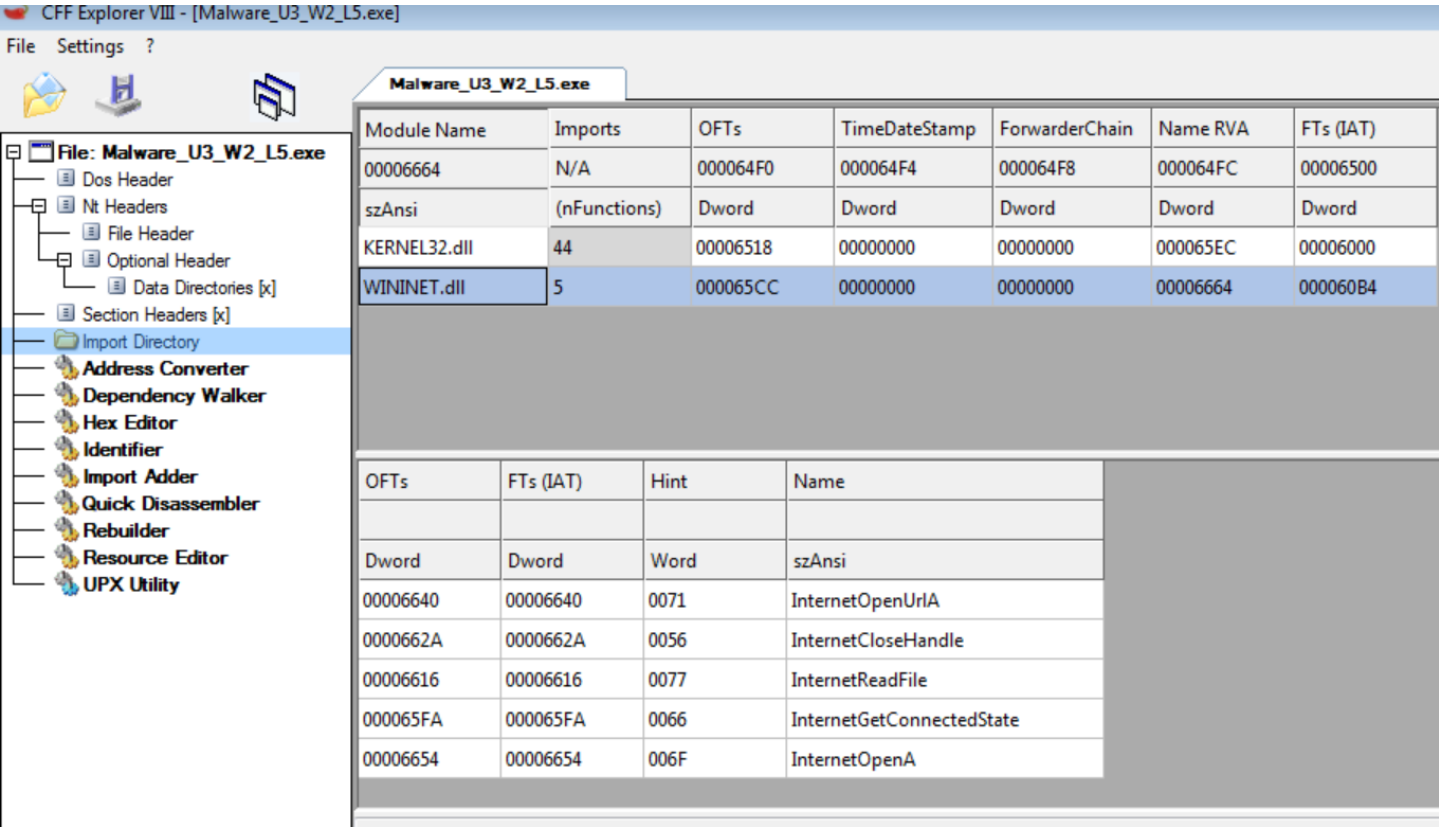 CFF Explorer VIII - [Malware_U3_W2_L5.exe]
File Settings ?
Malware_U3_W2_L5.exe
File: Malware_U3_W2_L5.exe
Dos Header
Nt Headers
File Header
Optional Header
Data Directories [x]
Section Headers [x]
Import Directory
Address Converter
Dependency Walker
Hex Editor
Identifier
Import Adder
Quick Disassembler
Rebuilder
Resource Editor
UPX Utility
Module Name Imports OFTs TimeDateStamp ForwarderChain Name RVA FTs (IAT)
00006664 N/A 000064F0 000064F4 000064F8 000064FC 00006500
szAnsi (nFunctions) Dword Dword Dword Dword Dword
KERNEL32.dll 44 00006518 00000000 00000000 000065EC 00006000
WININET.dll 5 000065CC 00000000 00000000 00006664 000060B4
OFTs FTs (IAT) Hint Name
Dword Dword Word szAnsi
00006640 00006640 0071 InternetOpenUrlA
0000662A 0000662A 0056 InternetCloseHandle
00006616 00006616 0077 InternetReadFile
000065FA 000065FA 0066 InternetGetConnectedState
00006654 00006654 006F InternetOpenA